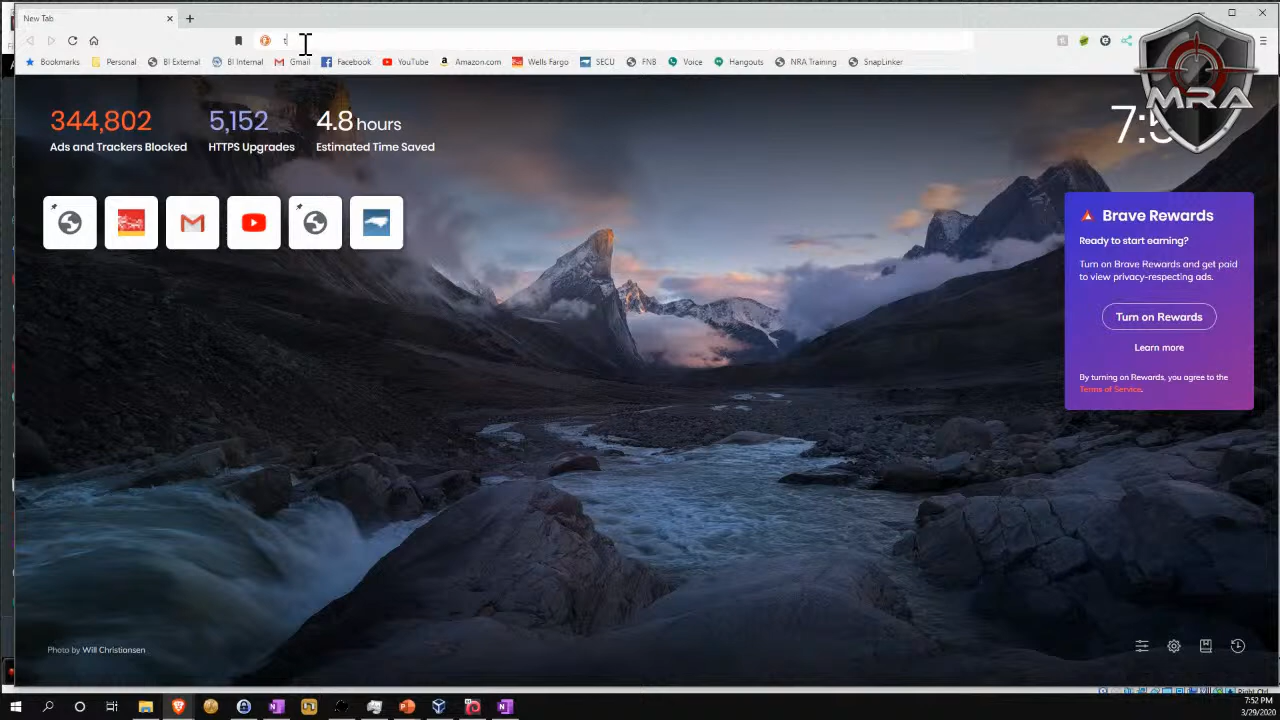 New Tab
t
Bookmarks Personal BI External BI Internal Gmail Facebook YouTube Amazon.com Wells Fargo SECU FNB Voice Hangouts NRA Training SnapLinker
MRA
344,802 5,152 4.8 hours
Ads and Trackers Blocked HTTPS Upgrades Estimated Time Saved
7:5
Brave Rewards
Ready to start earning?
Turn on Brave Rewards and get paid
to view privacy-respecting ads.
Turn on Rewards
Learn more
By turning on Rewards, you agree to the
Terms of Service.
Photo by Will Christiansen
Right Ctrl
7:52 PM
3/29/2020